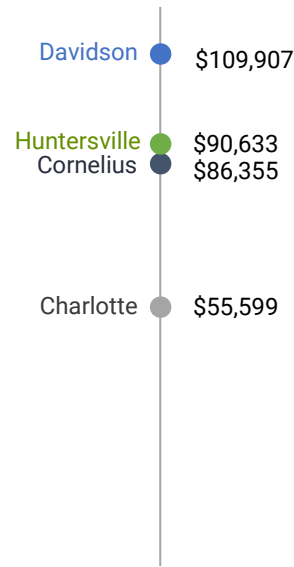 Davidson $109,907
Huntersville $90,633
Cornelius $86,355
Charlotte $55,599